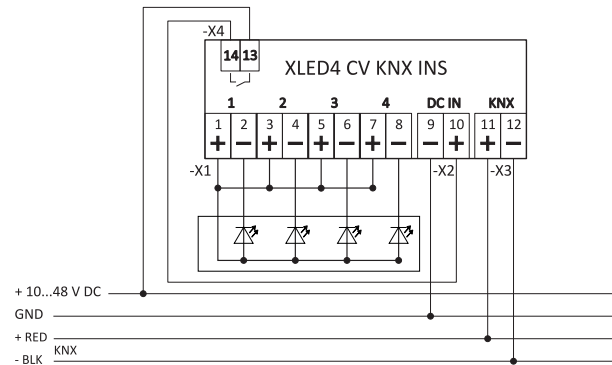 -X4
14 13
XLED4 CV KNX INS
1 2 3 4 DC IN KNX
1 2 3 4 5 6 7 8 9 10 11 12
+ − + − + − + − − + + −
-X1 -X2 -X3
+ 10...48 V DC
GND
+ RED
KNX
- BLK